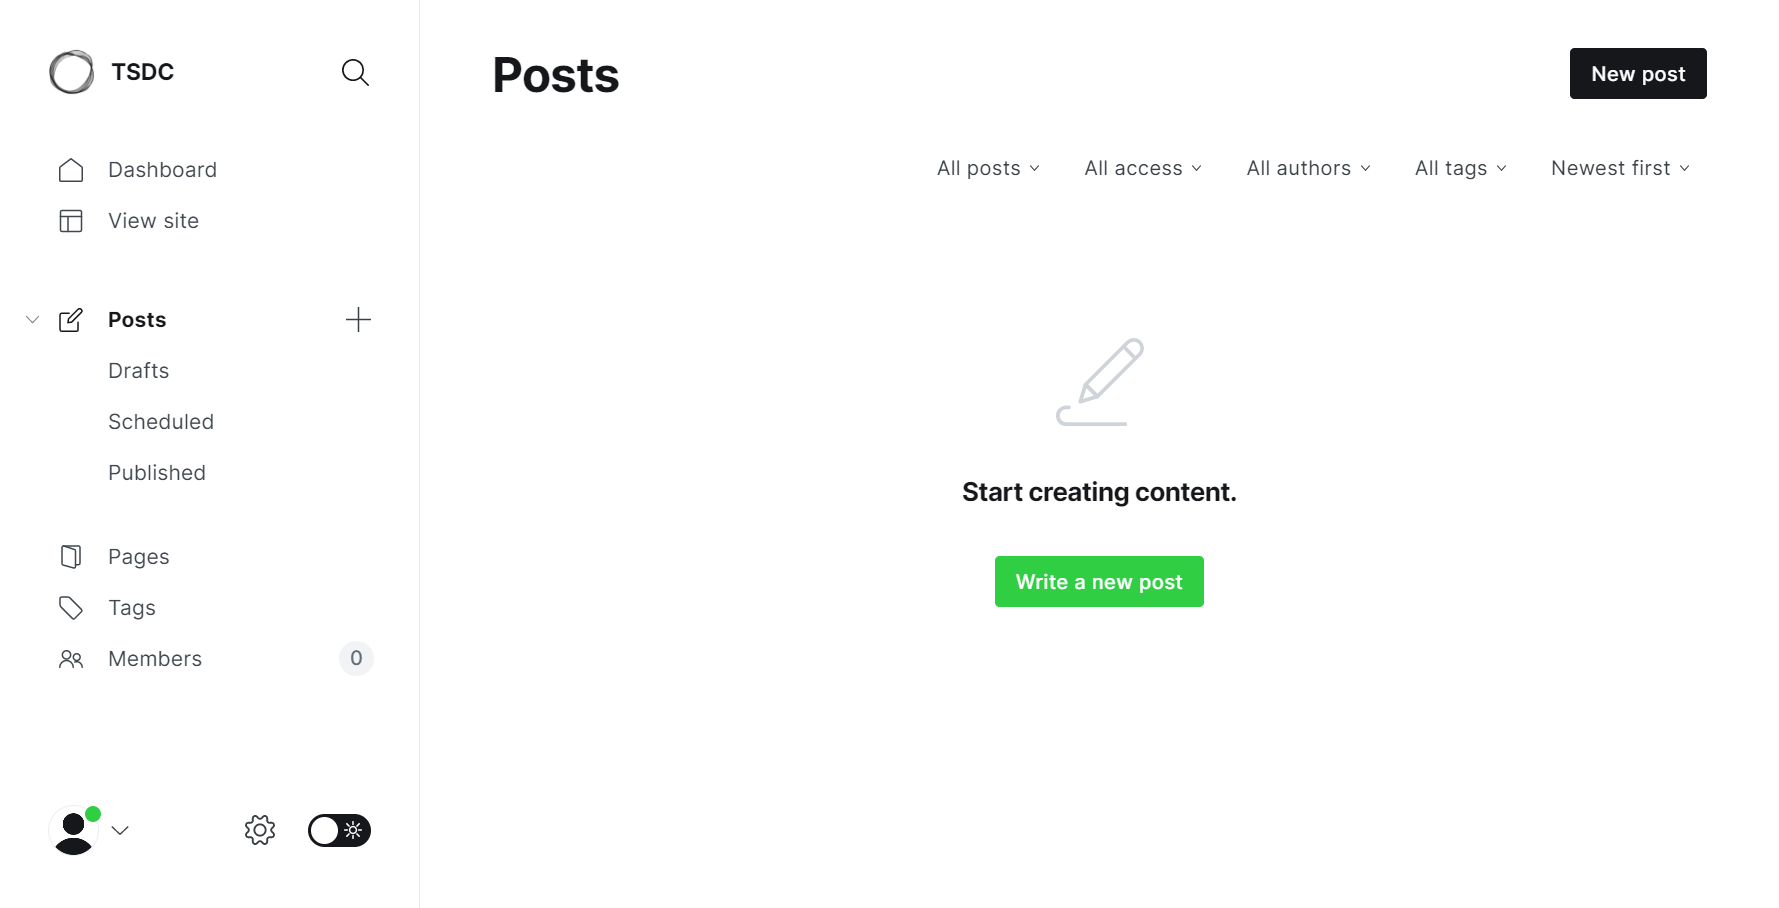 TSDC
Dashboard
View site
Posts
Drafts
Scheduled
Published
Pages
Tags
Members 0
Posts
New post
All posts All access All authors All tags Newest first
Start creating content.
Write a new post